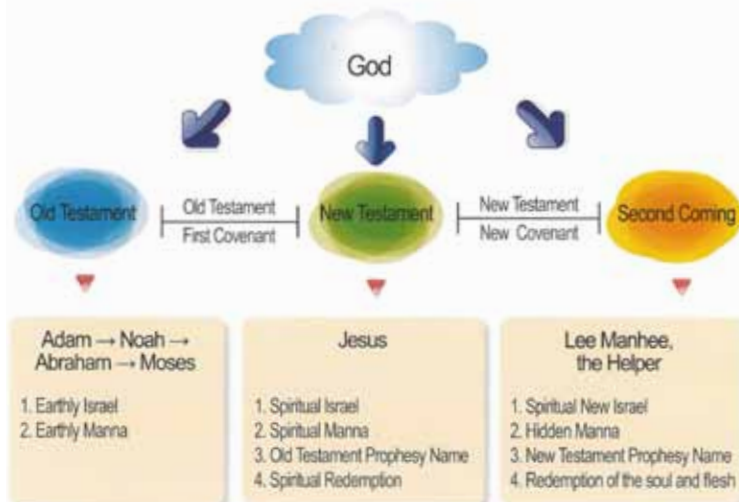 God
Old Testament
Old Testament
First Covenant
New Testament
New Testament
New Covenant
Second Coming
Adam → Noah →
Abraham → Moses
1. Earthly Israel
2. Earthly Manna
Jesus
1. Spiritual Israel
2. Spiritual Manna
3. Old Testament Prophesy Name
4. Spiritual Redemption
Lee Manhee,
the Helper
1. Spiritual New Israel
2. Hidden Manna
3. New Testament Prophesy Name
4. Redemption of the soul and flesh